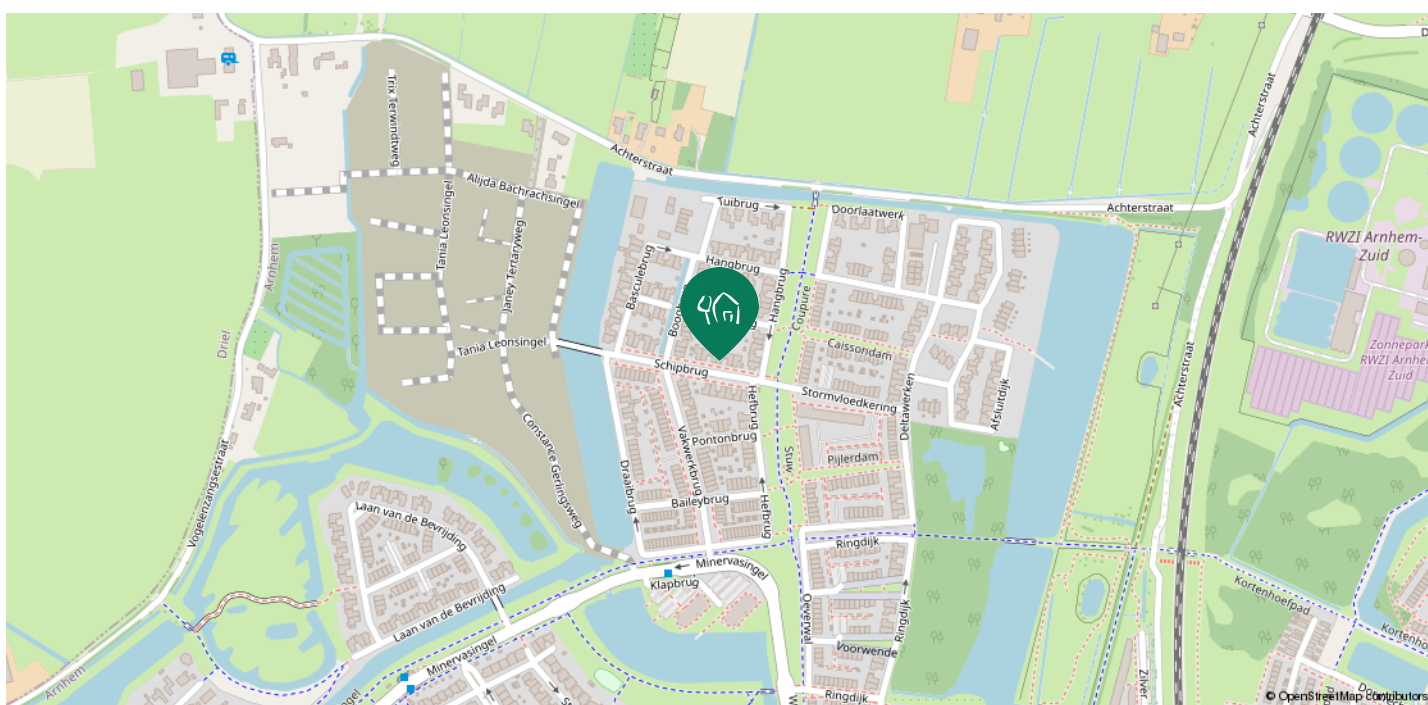 Achterstraat
Trix Terwindtweg
Achterstraat
Alijda Bachrachsingel
Tania Leonsingel
Janey Tertaryweg
Tuibrug
Doorlaatwerk
Achterstraat
Arnhem
Driel
Basculebrug
Hangbrug
Hangbrug
Coupure
RWZI Arnhem-
Zuid
Tania Leonsingel
Schipbrug
Caissondam
Stormvloedkering
Deltawerken
Afsluitdijk
Achterstraat
Zonnepark
RWZI Arnhem-
Zuid
Constance Gerlingsweg
Draaibrug
Vakwerkbrug
Pontonbrug
Hefbrug
Stuw
Pijlerdam
Vogelenzangsestraat
Baileybrug
Hefbrug
Laan van de Bevrijding
Ringdijk
Minervasingel
Klapbrug
Kortenhoefpad
Laan van de Bevrijding
Oeverwal
Ringdijk
Voorwende
Minervasingel
Arnhem
Ringdijk
Zilver
© OpenStreetMap contributors